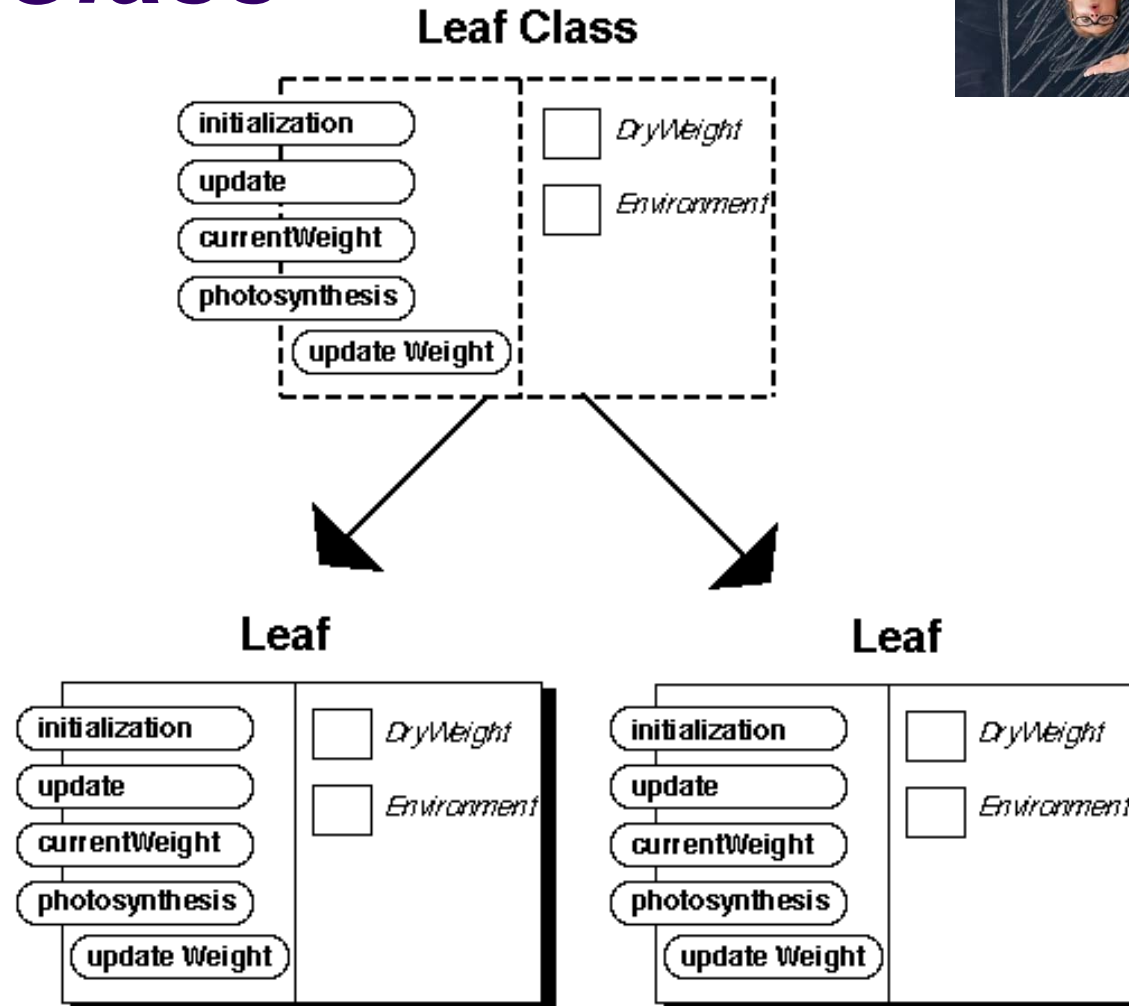 Class
Leaf Class
initialization
DryWeight
update
Environment
currentWeight
photosynthesis
update Weight
Leaf
initialization
DryWeight
update
Environment
currentWeight
photosynthesis
update Weight
Leaf
initialization
DryWeight
update
Environment
currentWeight
photosynthesis
update Weight